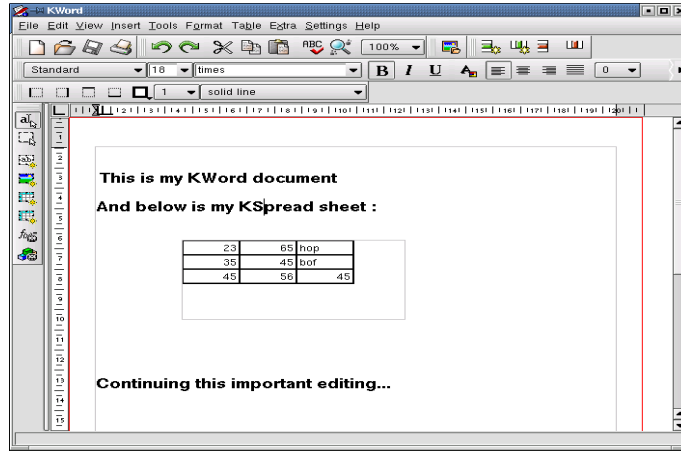 KWord
File Edit View Insert Tools Format Table Extra Settings Help
ABC 100%
Standard 18 times B I U A 0
1 solid line
This is my KWord document
And below is my KSpread sheet :
23 65 hop
35 45 bof
45 56 45
Continuing this important editing...